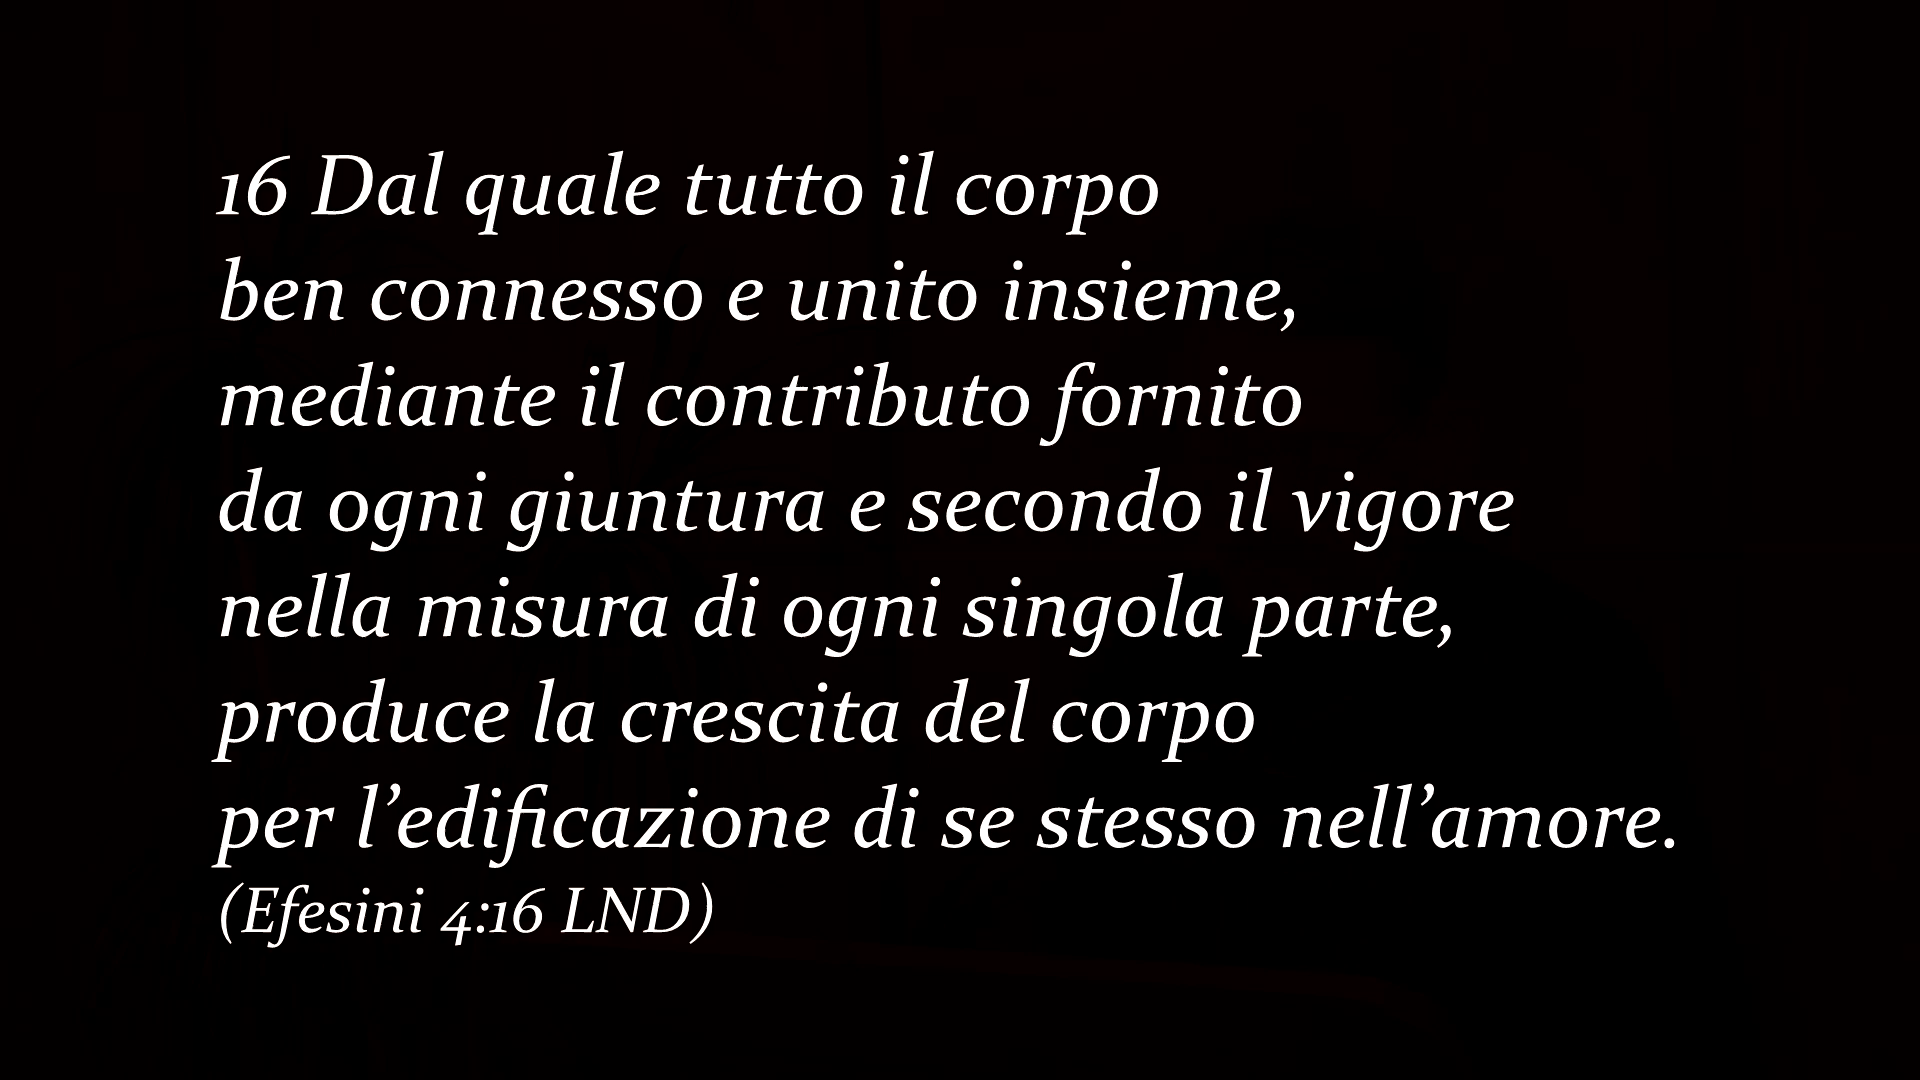 16 Dal quale tutto il corpo
ben connesso e unito insieme,
mediante il contributo fornito
da ogni giuntura e secondo il vigore
nella misura di ogni singola parte,
produce la crescita del corpo
per l’edificazione di se stesso nell’amore.
(Efesini 4:16 LND)